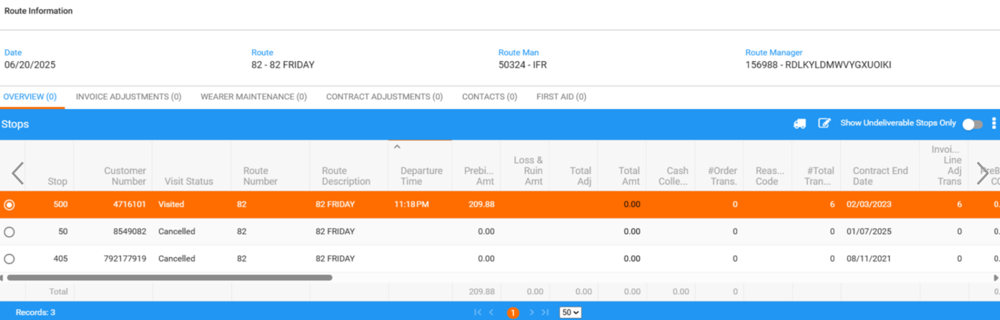 Route Information
Date Route Route Man Route Manager
06/20/2025 82 - 82 FRIDAY 50324 - IFR 156988 - RDLKYLDMWVYGXUOIKI
OVERVIEW (0) INVOICE ADJUSTMENTS (0) WEARER MAINTENANCE (0) CONTRACT ADJUSTMENTS (0) CONTACTS (0) FIRST AID (0)
Stops Show Undeliverable Stops Only
Stop Customer Number Visit Status Route Number Route Description Departure Time Prebi... Amt Loss & Ruin Amt Total Adj Total Amt Cash Colle... #Order Trans. Reas... Code #Total Tran... Contract End Date Invoi... Line Adj Trans PreB CC
500 4716101 Visited 82 82 FRIDAY 11:18 PM 209.88 0.00 0 6 02/03/2023 6 0.
50 8549082 Cancelled 82 82 FRIDAY 0.00 0.00 0 0 01/07/2025 0 0.
405 792177919 Cancelled 82 82 FRIDAY 0.00 0.00 0 0 08/11/2021 0 0.
Total 209.88 0.00 0.00 0.00 0.00 0 0.
Records: 3 1 50